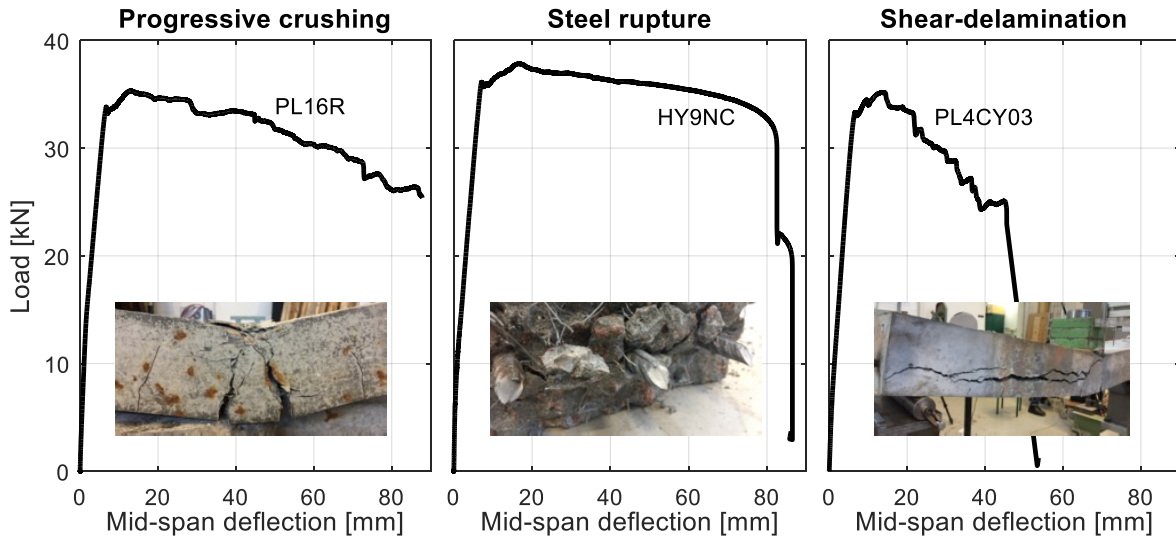 Progressive crushing
Steel rupture
Shear-delamination
Load [kN]
40
30
20
10
0
PL16R
HY9NC
PL4CY03
0 20 40 60 80
0 20 40 60 80
0 20 40 60 80
Mid-span deflection [mm]
Mid-span deflection [mm]
Mid-span deflection [mm]